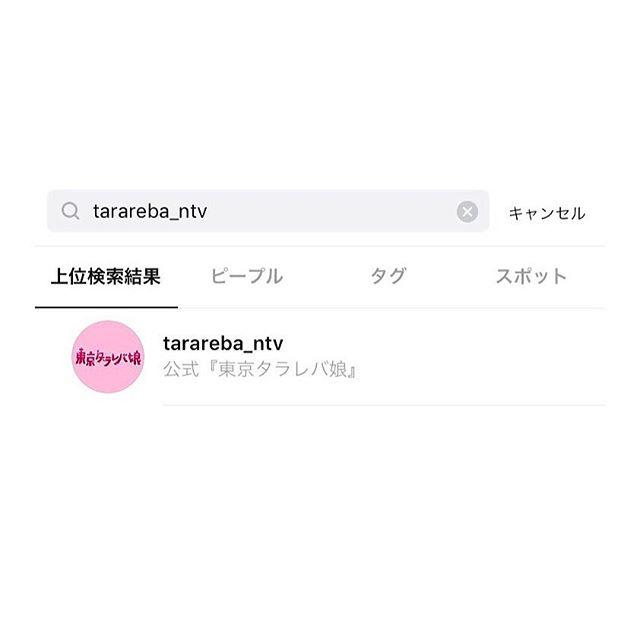 tarareba_ntv キャンセル
上位検索結果 ピープル タグ スポット
東京タラレバ娘
tarareba_ntv
公式『東京タラレバ娘』